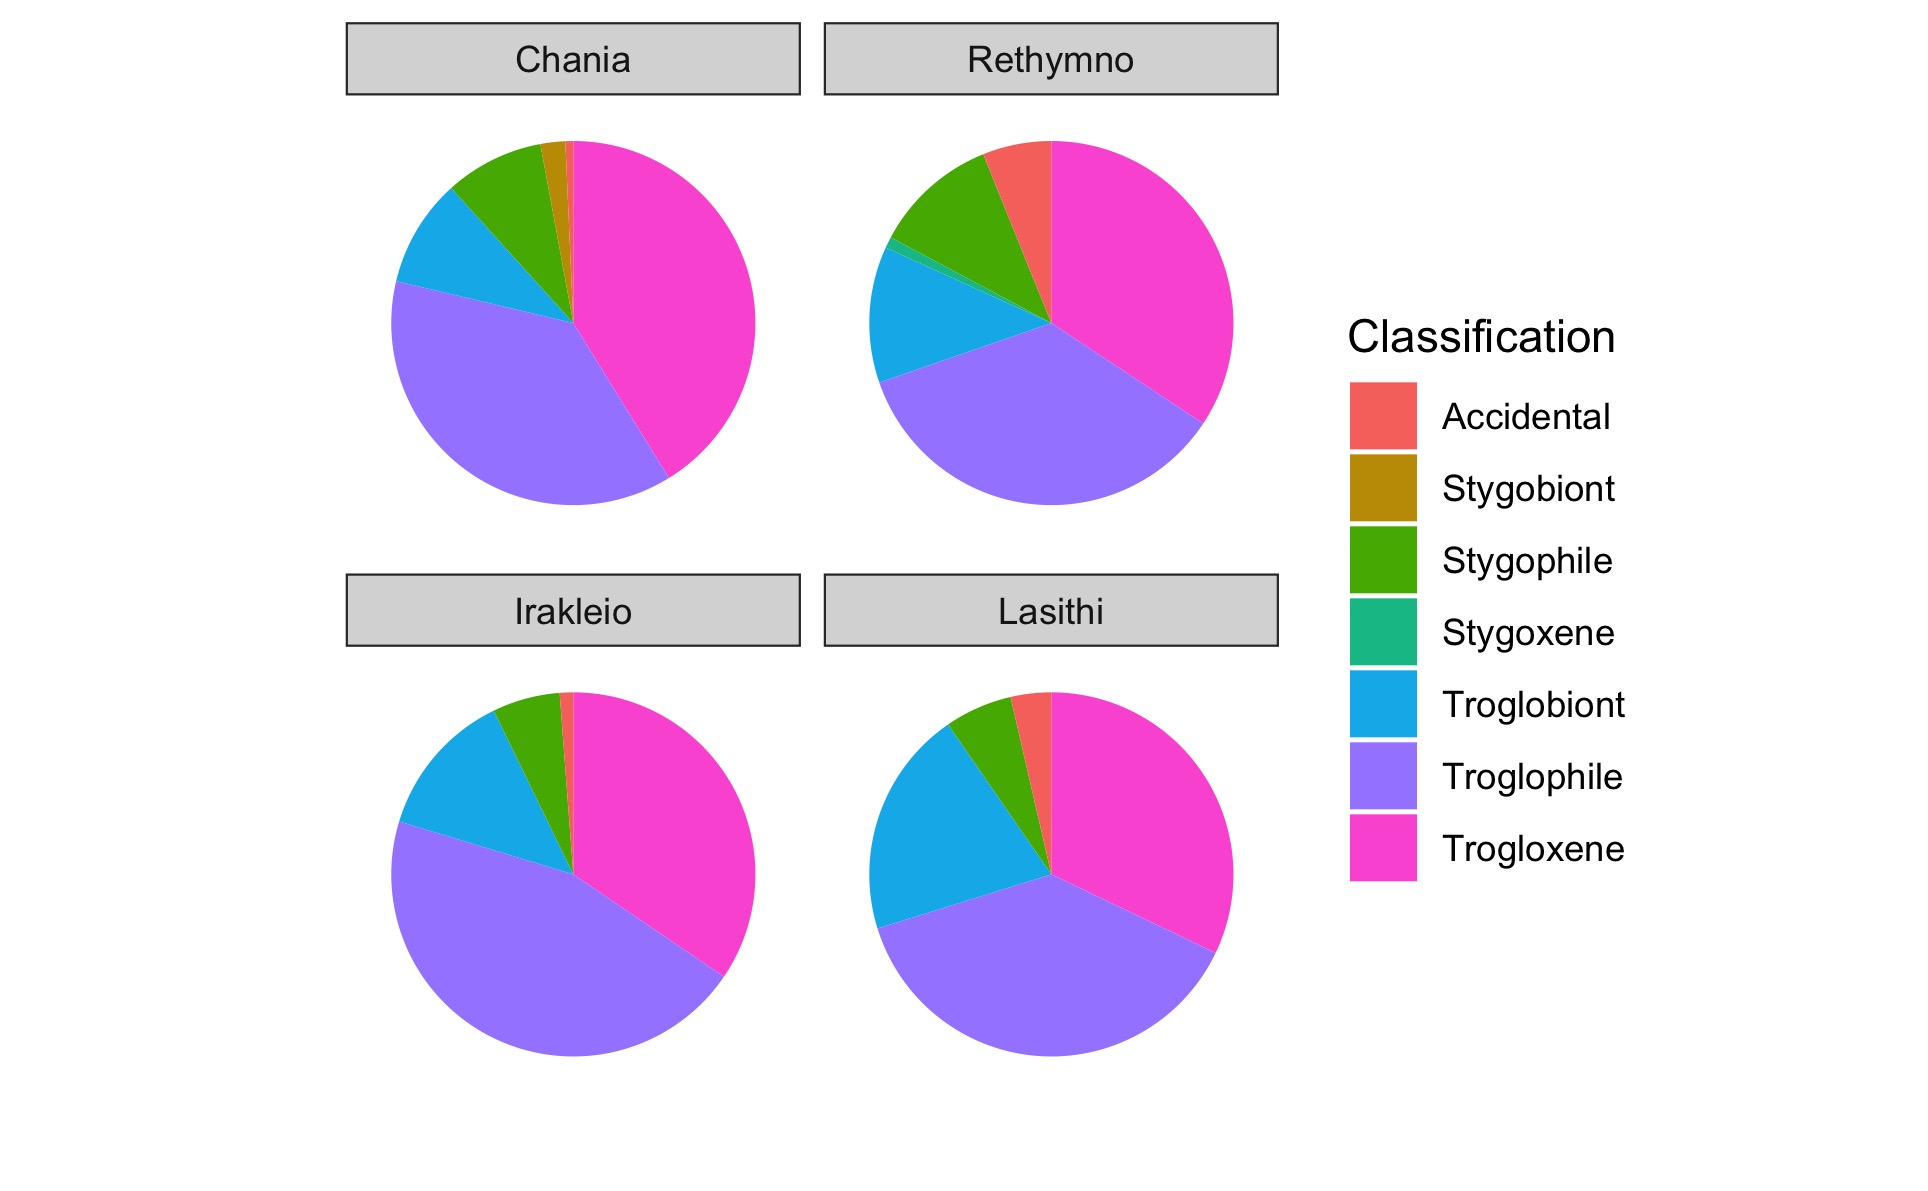 Chania
Rethymno
Irakleio
Lasithi
Classification
Accidental
Stygobiont
Stygophile
Stygoxene
Troglobiont
Troglophile
Trogloxene